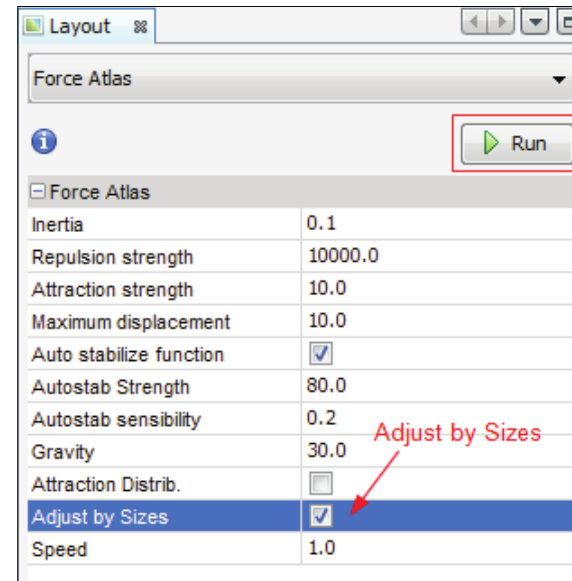 Layout
Force Atlas
Run
Force Atlas
Inertia 0.1
Repulsion strength 10000.0
Attraction strength 10.0
Maximum displacement 10.0
Auto stabilize function
Autostab Strength 80.0
Autostab sensibility 0.2
Adjust by Sizes
Gravity 30.0
Attraction Distrib.
Adjust by Sizes
Speed 1.0